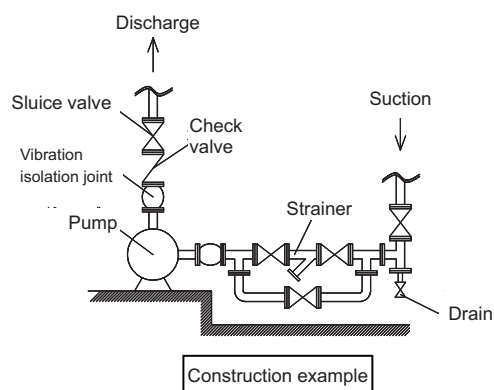 Discharge
Sluice valve
Check
valve
Vibration
isolation joint
Pump
Suction
Strainer
Drain
Construction example